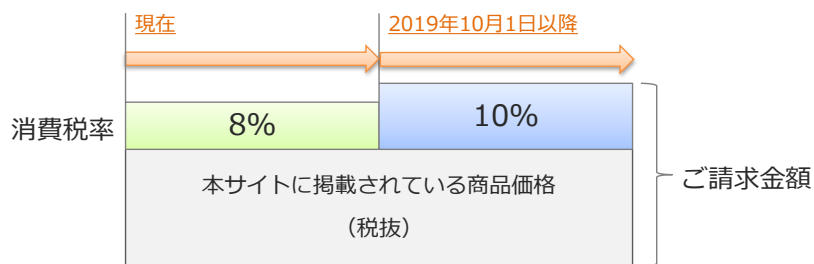 現在
2019年10月1日以降
消費税率
8%
10%
本サイトに掲載されている商品価格
（税抜）
ご請求金額